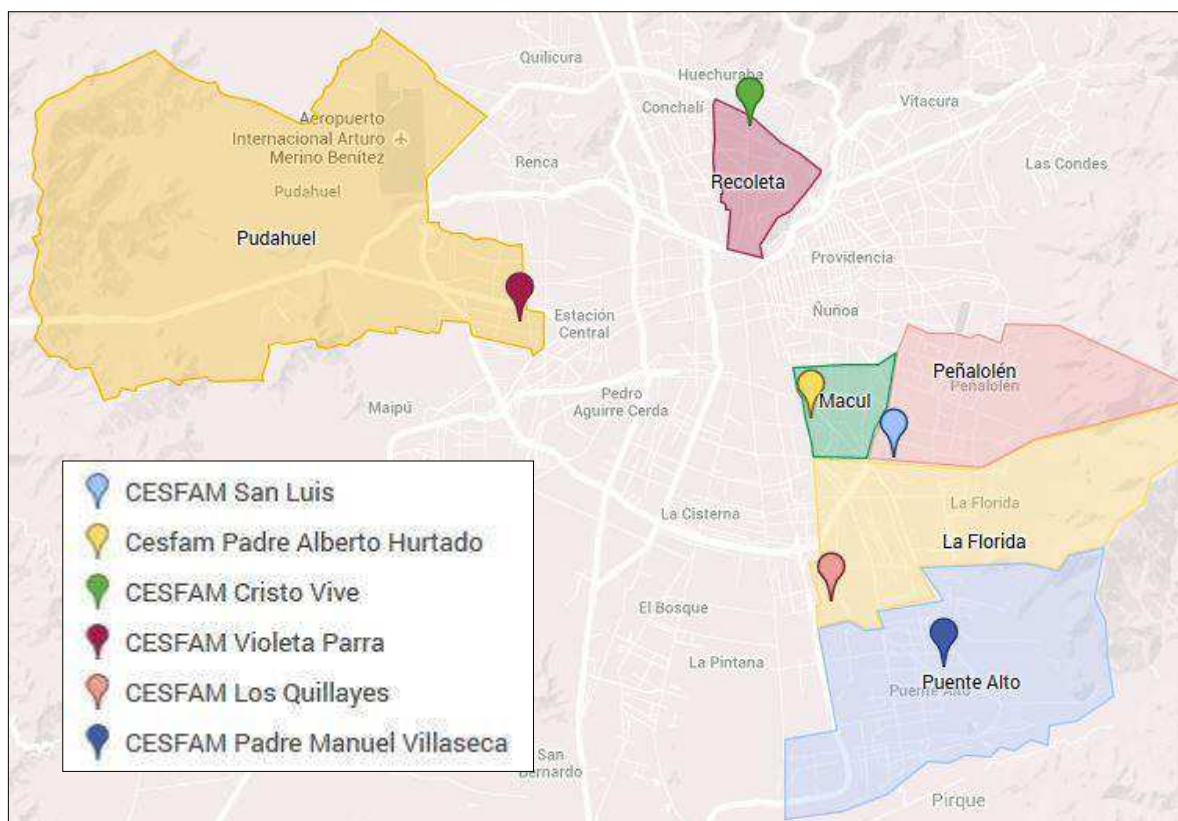 Quilicura
Huechuraba
Conchalí
Vitacura
Aeropuerto
Internacional Arturo
Merino Benítez
Renca
Las Condes
Recoleta
Pudahuel
Pudahuel
Providencia
Estación
Central
Ñuñoa
Peñalolén
Peñalolén
Macul
Pedro
Aguirre Cerda
Maipú
CESFAM San Luis
Cesfam Padre Alberto Hurtado
CESFAM Cristo Vive
CESFAM Violeta Parra
CESFAM Los Quillayes
CESFAM Padre Manuel Villaseca
La Cisterna
La Florida
La Florida
El Bosque
La Pintana
Puente Alto
Puente Alto
San
Bernardo
Pirque